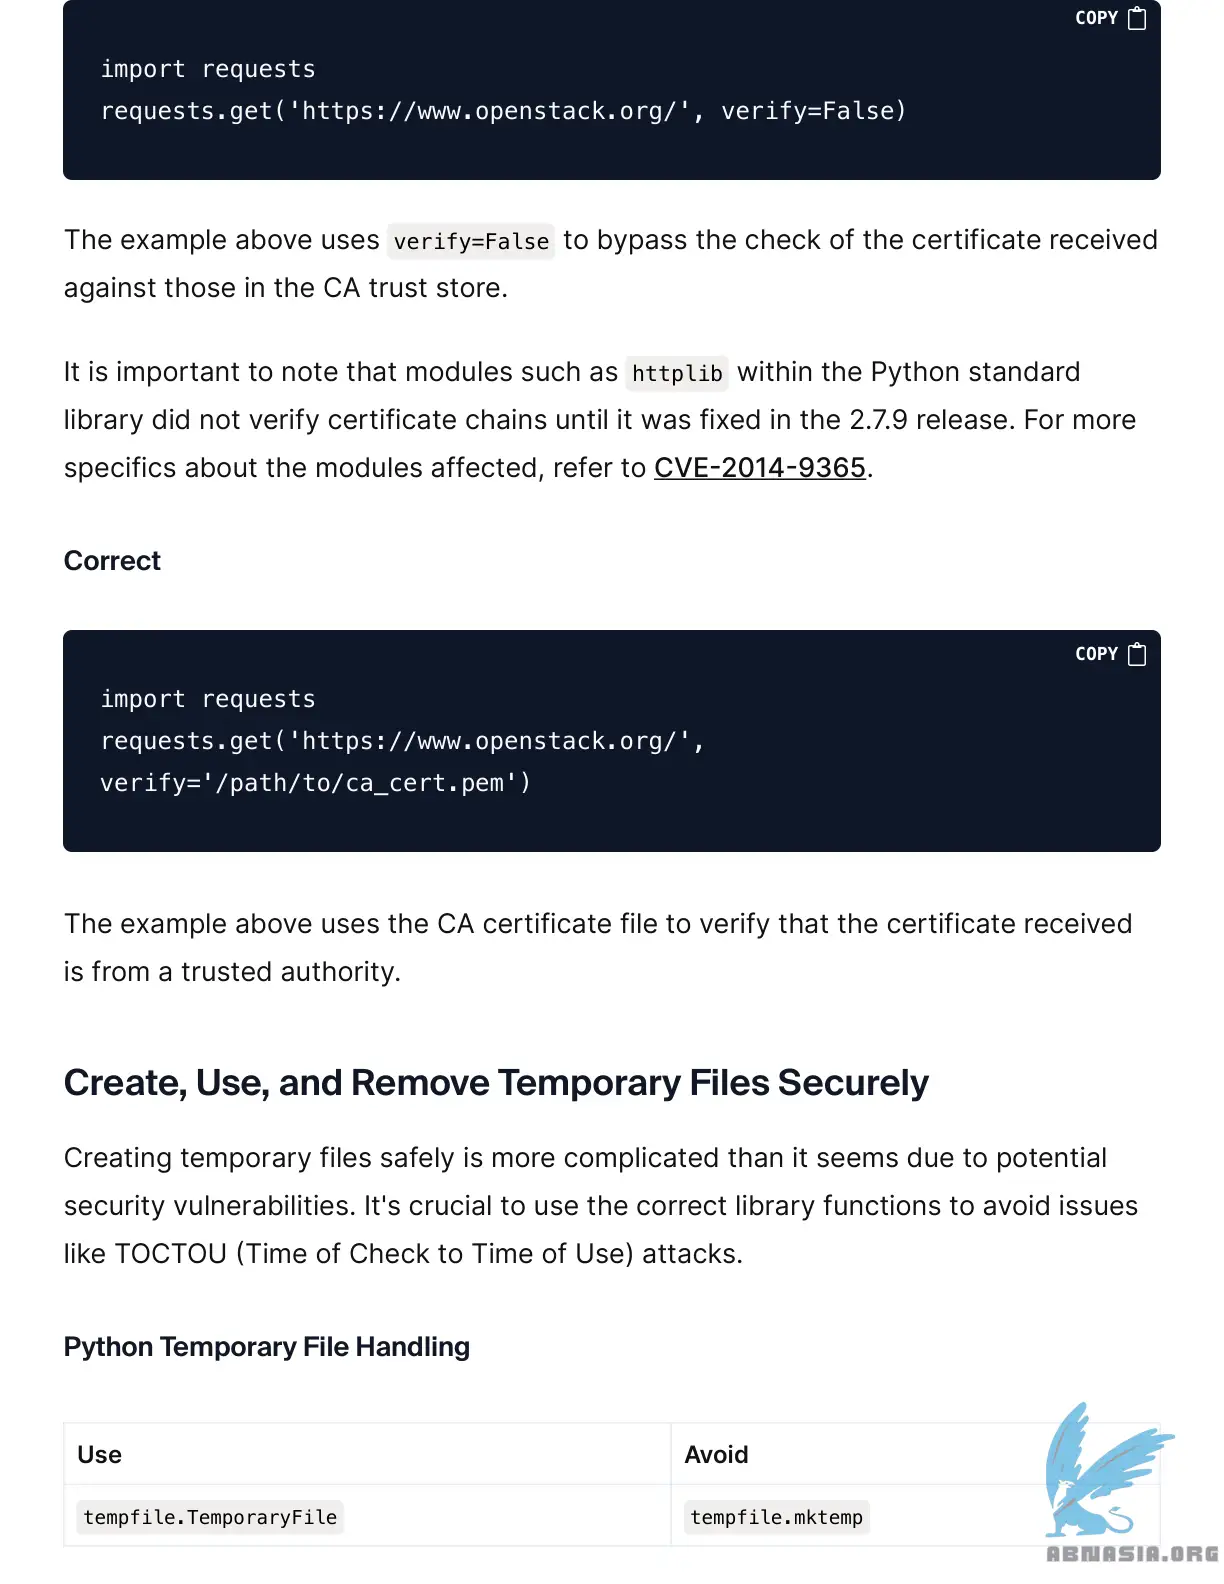 COPY
import requests
requests.get('https://www.openstack.org/', verify=False)
The example above uses verify=False to bypass the check of the certificate received
against those in the CA trust store.
It is important to note that modules such as httplib within the Python standard
library did not verify certificate chains until it was fixed in the 2.7.9 release. For more
specifics about the modules affected, refer to CVE-2014-9365.
Correct
COPY
import requests
requests.get('https://www.openstack.org/',
verify='/path/to/ca_cert.pem')
The example above uses the CA certificate file to verify that the certificate received
is from a trusted authority.
Create, Use, and Remove Temporary Files Securely
Creating temporary files safely is more complicated than it seems due to potential
security vulnerabilities. It's crucial to use the correct library functions to avoid issues
like TOCTOU (Time of Check to Time of Use) attacks.
Python Temporary File Handling
Use Avoid
tempfile.TemporaryFile tempfile.mktemp
ABNASIA.ORG